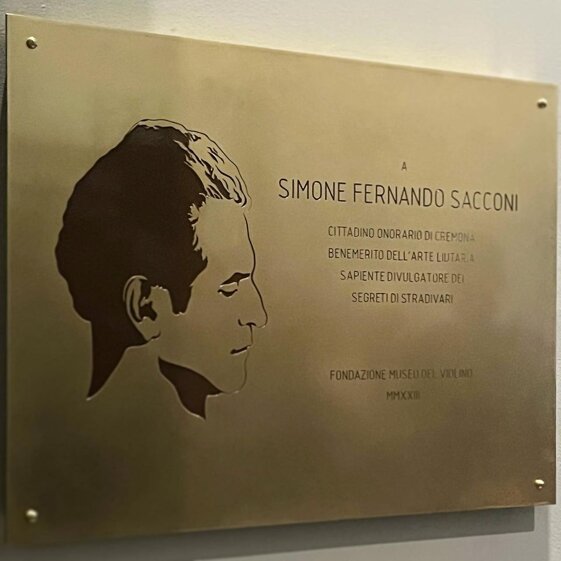 A
SIMONE FERNANDO SACCONI
CITTADINO ONORARIO DI CREMONA
BENEMERITO DELL'ARTE LIUTARIA
SAPIENTE DIVULGATORE DEI
SEGRETI DI STRADIVARI
FONDAZIONE MUSEO DEL VIOLINO
MMXXIII